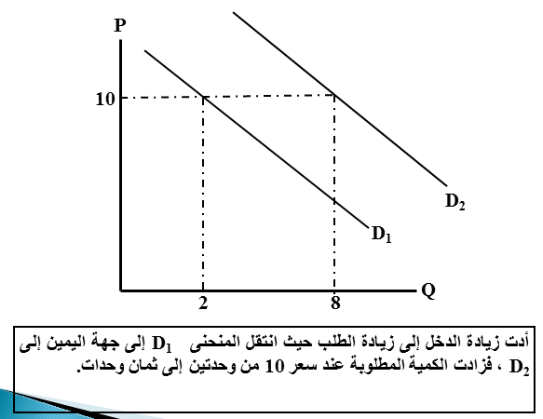 P
10
D2
D1
Q
2
8
أدت زيادة الدخل إلى زيادة الطلب حيث انتقل المنحنى D1 إلى جهة اليمين إلى
D2 ، فزادت الكمية المطلوبة عند سعر 10 من وحدتين إلى ثمان وحدات.